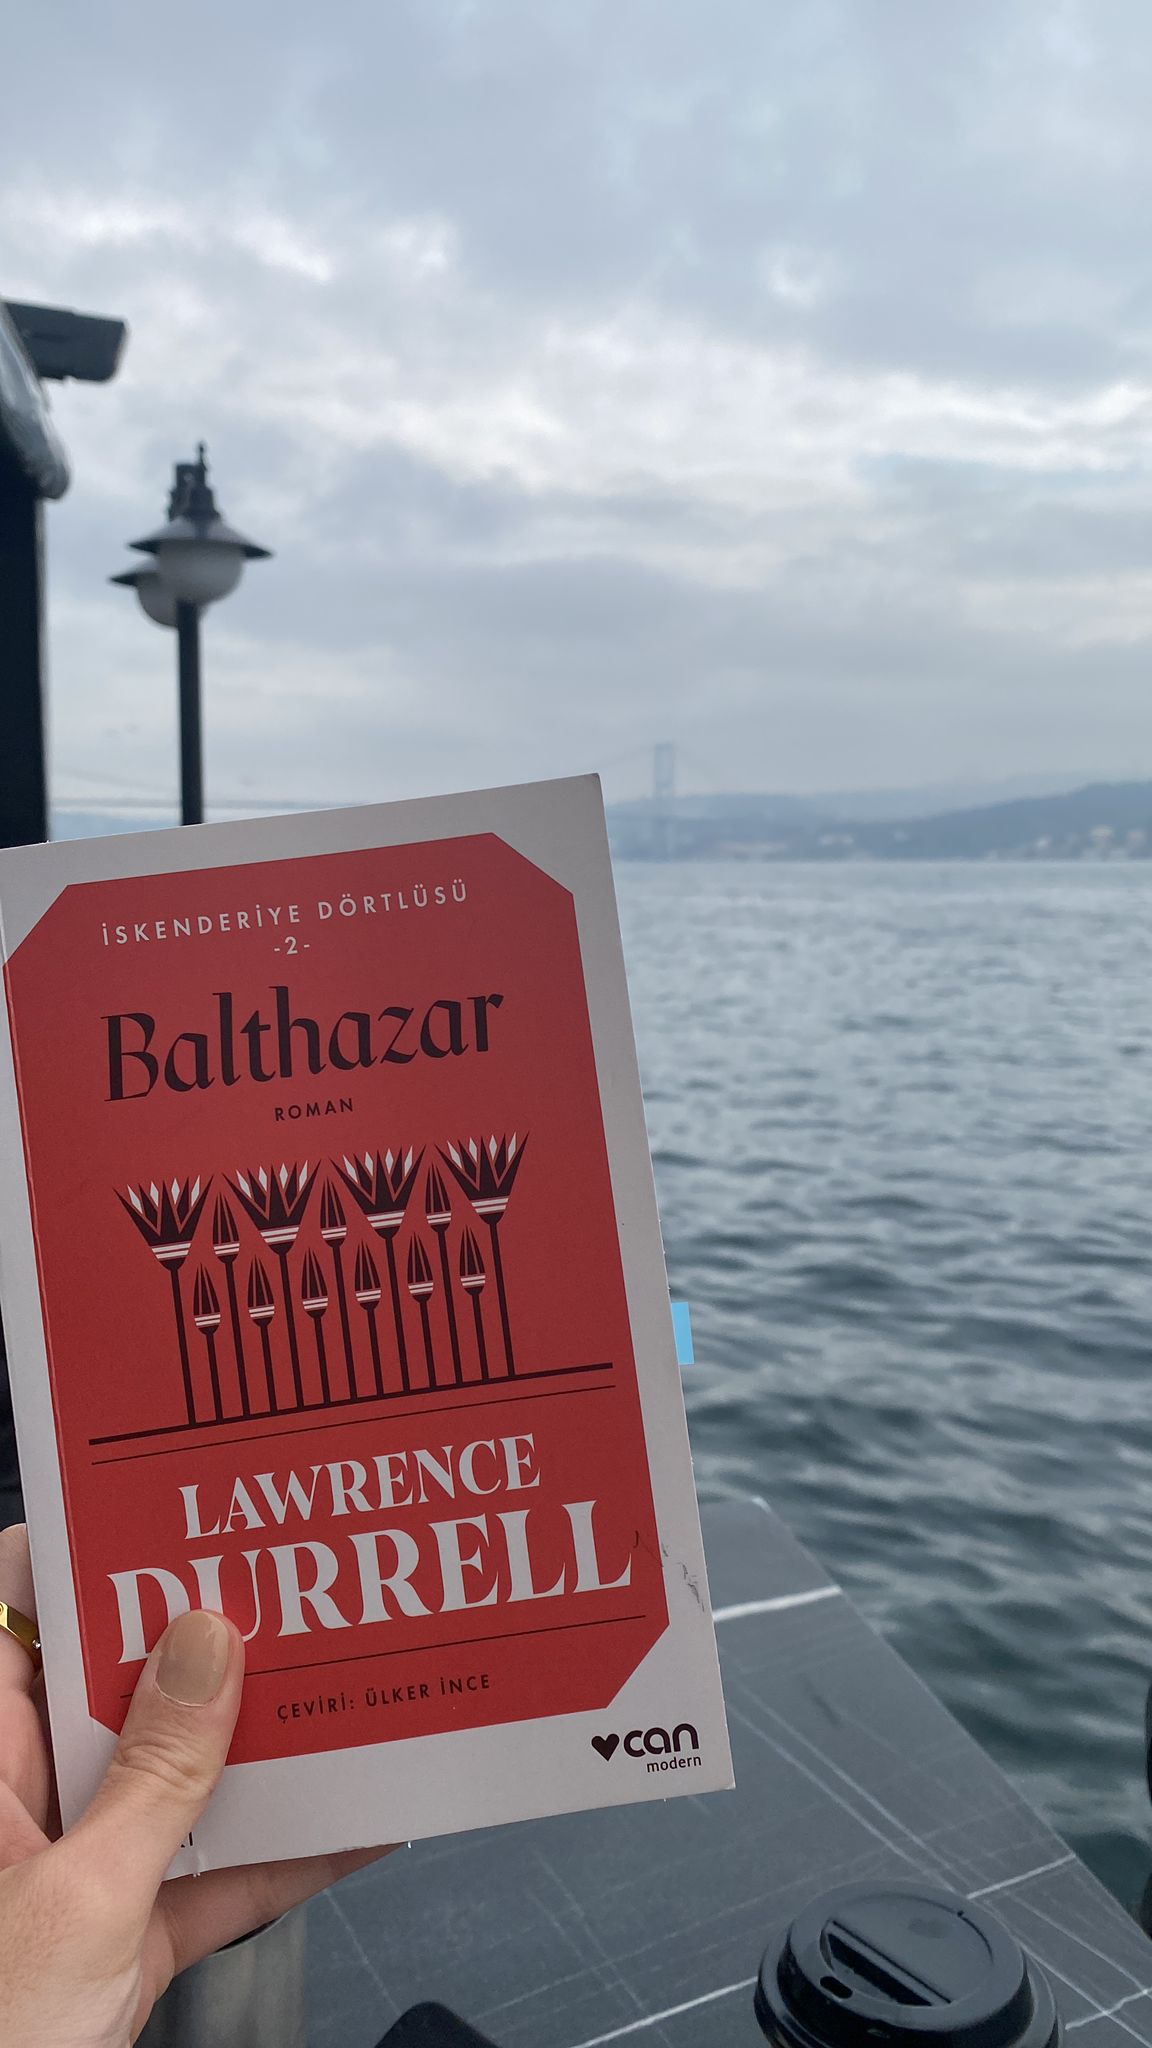 İSKENDERİYE DÖRTLÜSÜ
-2-
Balthazar
ROMAN
LAWRENCE
DURRELL
ÇEVİRİ: ÜLKER İNCE
can
modern